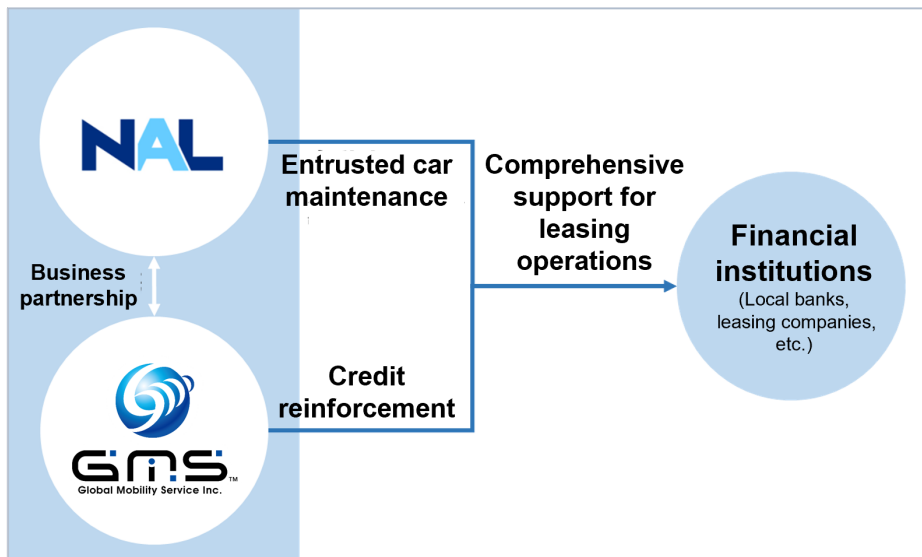 NAL
Entrusted car
maintenance
Business
partnership
GMS™
Global Mobility Service Inc.
Credit
reinforcement
Comprehensive
support for
leasing
operations
Financial
institutions
(Local banks,
leasing companies,
etc.)